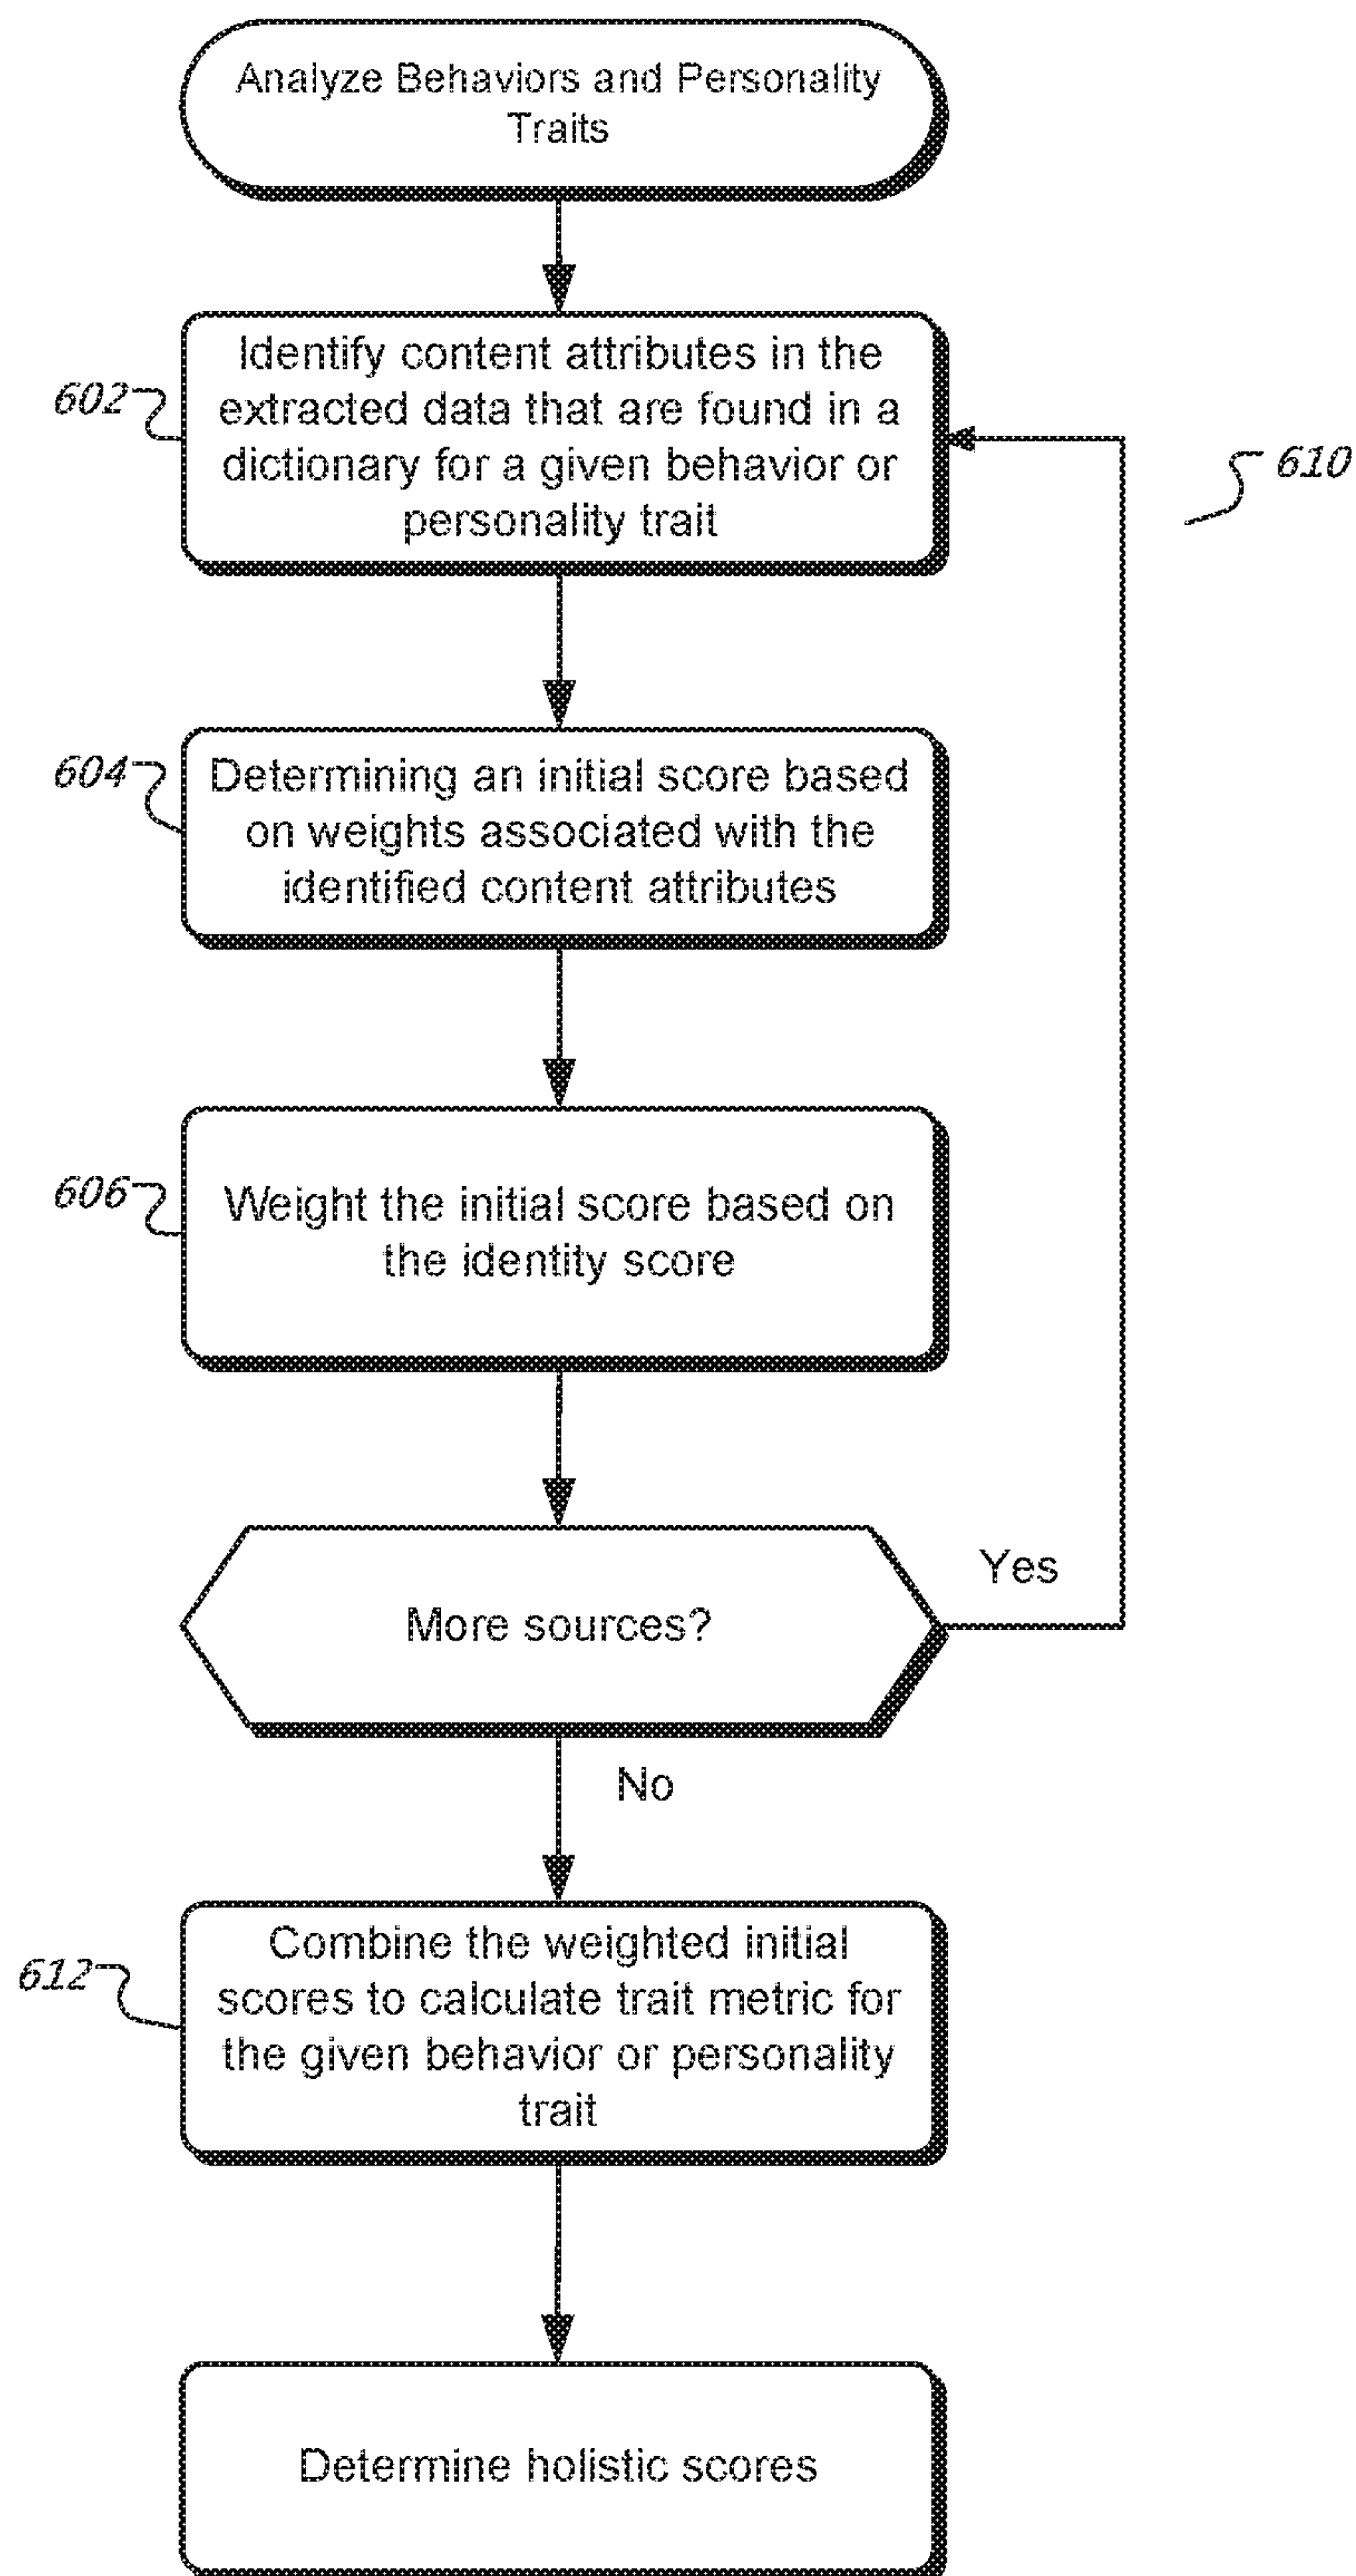 Analyze Behaviors and Personality
Traits
Identify content attributes in the
extracted data that are found in a
dictionary for a given behavior or
personality trait
602
610
Determining an initial score based
on weights associated with the
identified content attributes
604
Weight the initial score based on
the identity score
606
More sources?
Yes
No
Combine the weighted initial
scores to calculate trait metric for
the given behavior or personality
trait
612
Determine holistic scores